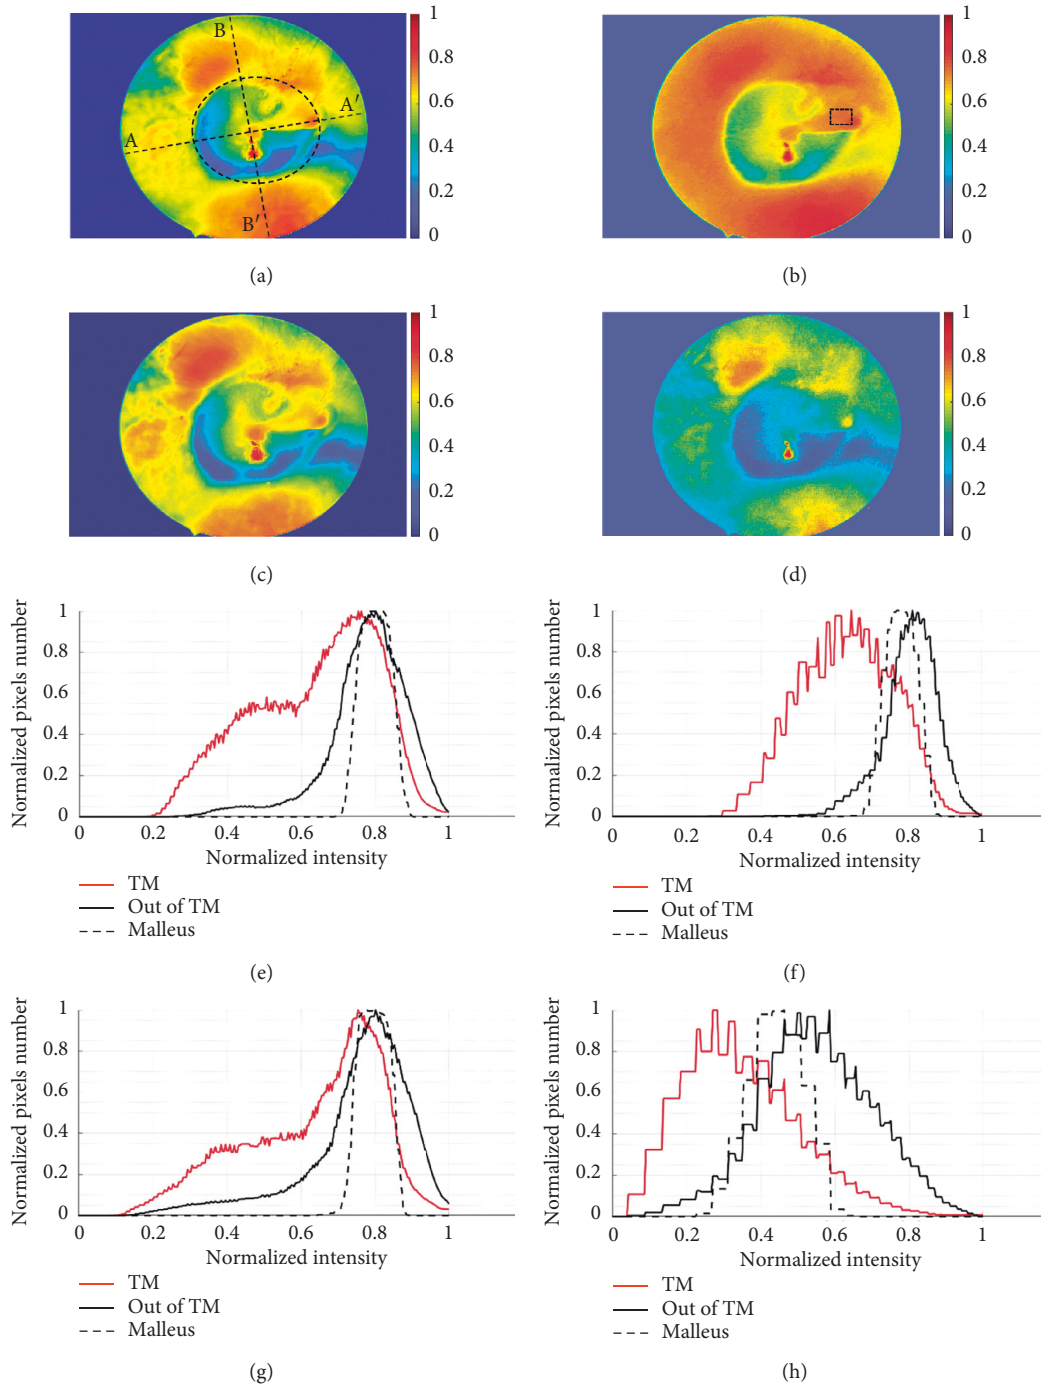 B
A
A′
B′
1
0.8
0.6
0.4
0.2
0
(a)
1
0.8
0.6
0.4
0.2
0
(b)
1
0.8
0.6
0.4
0.2
0
(c)
1
0.8
0.6
0.4
0.2
0
(d)
Normalized pixels number
1
0.8
0.6
0.4
0.2
0
0 0.2 0.4 0.6 0.8 1
Normalized intensity
TM
Out of TM
Malleus
(e)
Normalized pixels number
1
0.8
0.6
0.4
0.2
0
0 0.2 0.4 0.6 0.8 1
Normalized intensity
TM
Out of TM
Malleus
(f)
Normalized pixels number
1
0.8
0.6
0.4
0.2
0
0 0.2 0.4 0.6 0.8 1
Normalized intensity
TM
Out of TM
Malleus
(g)
Normalized pixels number
1
0.8
0.6
0.4
0.2
0
0 0.2 0.4 0.6 0.8 1
Normalized intensity
TM
Out of TM
Malleus
(h)